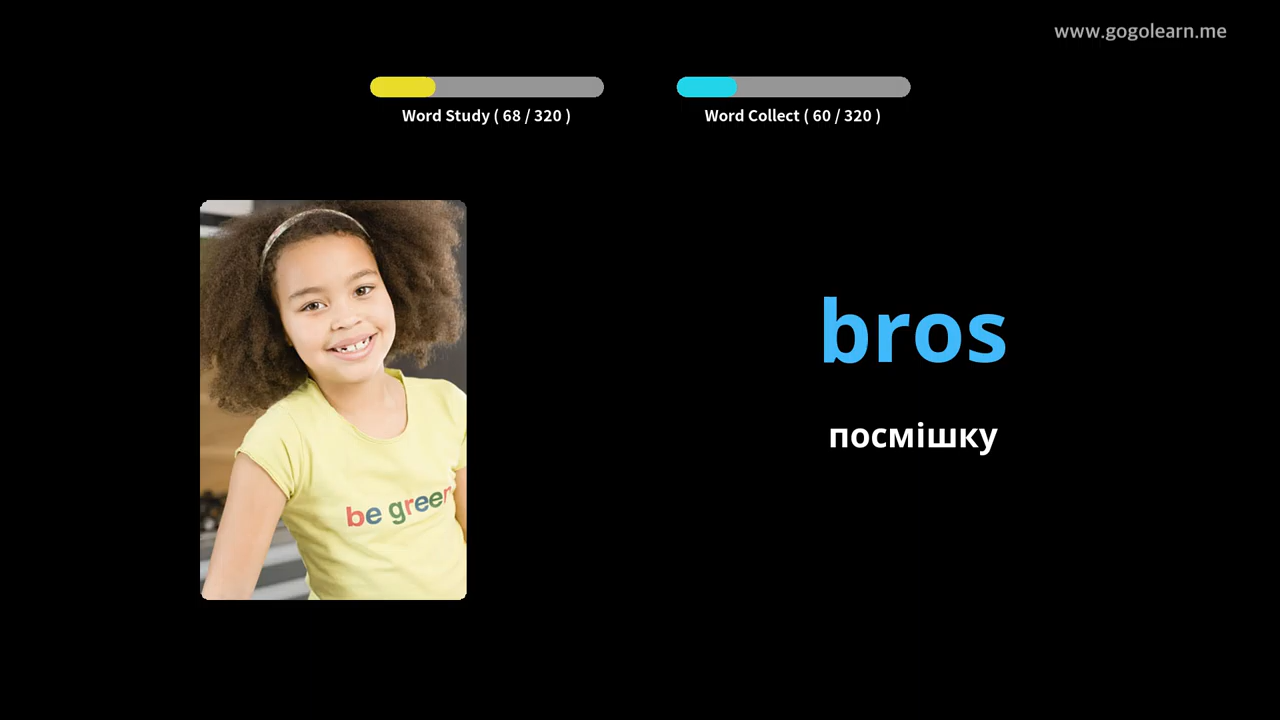 www.gogolearn.me
Word Study ( 68 / 320 )
Word Collect ( 60 / 320 )
bros
посмішку
be green